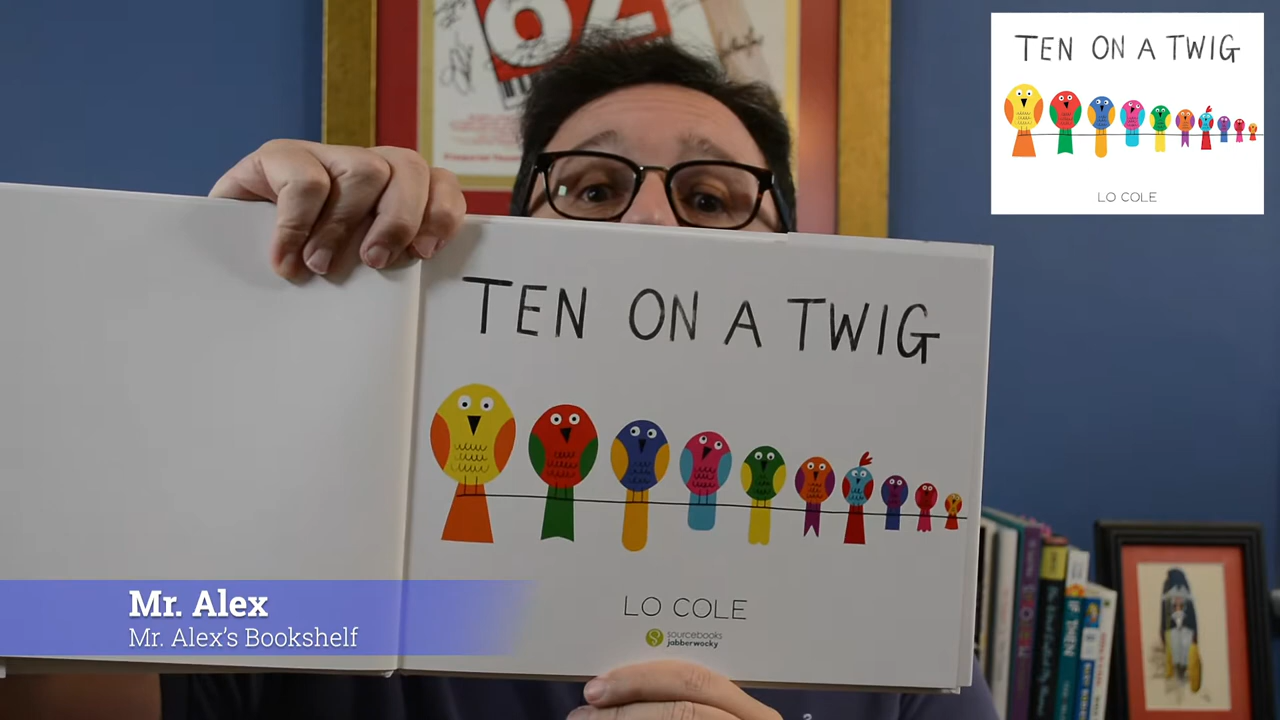 TEN ON A TWIG
LO COLE
TEN ON A TWIG
LO COLE
sourcebooks
jabberwocky
Mr. Alex
Mr. Alex's Bookshelf